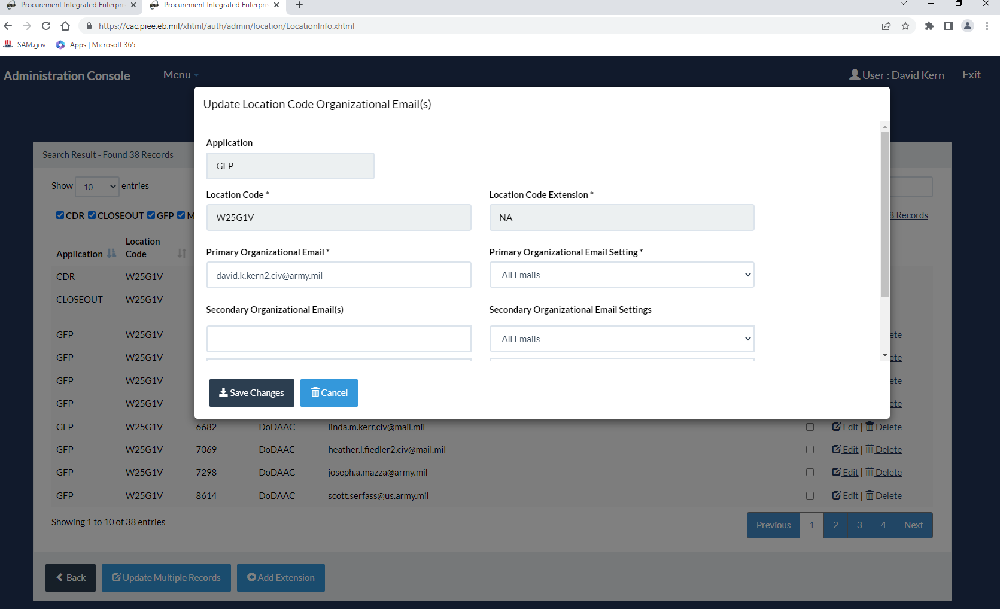 Procurement Integrated Enterpris
Procurement Integrated Enterpris
https://cac.piee.eb.mil/xhtml/auth/admin/location/LocationInfo.xhtml
SAM.gov
Apps | Microsoft 365
Administration Console
Menu
User : David Kern
Exit
Update Location Code Organizational Email(s)
Application
GFP
Location Code *
Location Code Extension *
W25G1V
NA
Primary Organizational Email *
Primary Organizational Email Setting *
david.k.kern2.civ@army.mil
All Emails
Secondary Organizational Email(s)
Secondary Organizational Email Settings
All Emails
Save Changes
Cancel
Search Result - Found 38 Records
Show 10 entries
CDR CLOSEOUT GFP M
8 Records
Application
Location Code
CDR W25G1V
CLOSEOUT W25G1V
GFP W25G1V ete
GFP W25G1V ete
GFP W25G1V ete
GFP W25G1V ete
GFP W25G1V 6682 DoDAAC linda.m.kerr.civ@mail.mil Edit | Delete
GFP W25G1V 7069 DoDAAC heather.l.fiedler2.civ@mail.mil Edit | Delete
GFP W25G1V 7298 DoDAAC joseph.a.mazza@army.mil Edit | Delete
GFP W25G1V 8614 DoDAAC scott.serfass@us.army.mil Edit | Delete
Showing 1 to 10 of 38 entries
Previous 1 2 3 4 Next
Back
Update Multiple Records
Add Extension